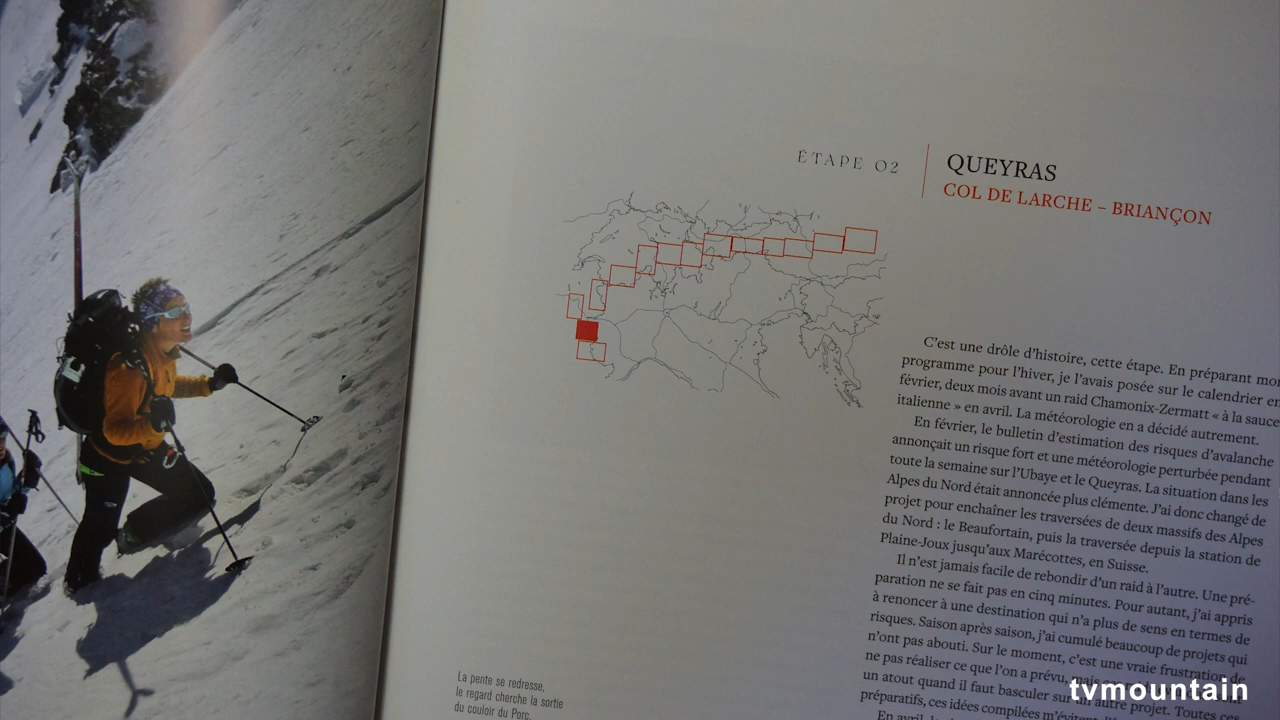 ÉTAPE 02
QUEYRAS
COL DE LARCHE – BRIANÇON
C'est une drôle d'histoire, cette étape. En préparant mon
programme pour l'hiver, je l'avais posée sur le calendrier en
février, deux mois avant un raid Chamonix-Zermatt « à la sauce
italienne » en avril. La météorologie en a décidé autrement.
En février, le bulletin d'estimation des risques d'avalanche
annonçait un risque fort et une météorologie perturbée pendant
toute la semaine sur l'Ubaye et le Queyras. La situation dans les
Alpes du Nord était annoncée plus clémente. J'ai donc changé de
projet pour enchaîner les traversées de deux massifs des Alpes
du Nord : le Beaufortain, puis la traversée depuis la station de
Plaine-Joux jusqu'aux Marécottes, en Suisse.
Il n'est jamais facile de rebondir d'un raid à l'autre. Une pré-
paration ne se fait pas en cinq minutes. Pour autant, j'ai appris
à renoncer à une destination qui n'a plus de sens en termes de
risques. Saison après saison, j'ai cumulé beaucoup de projets qui
n'ont pas abouti. Sur le moment, c'est une vraie frustration de
ne pas réaliser ce que l'on a prévu, mais
un atout quand il faut basculer sur un autre projet. Toutes ces
préparatifs, ces idées compilées m'évitent
En avril,
La pente se redresse,
le regard cherche la sortie
du couloir du Porc.
tvmountain